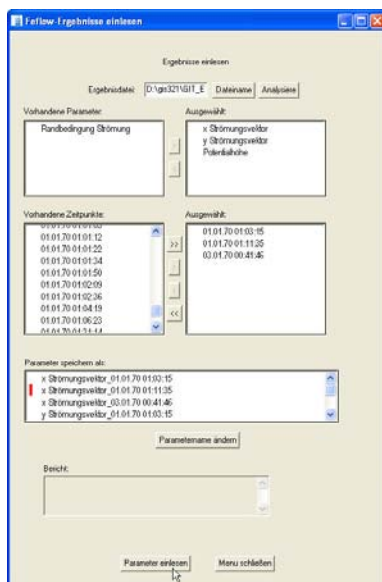 Feflow-Ergebnisse einlesen
Ergebnisse einlesen
Ergebnisdatei: D:\gis321\GIT_E Dateiname Analysiere
Vorhandene Parameter:
Randbedingung Strömung
Ausgewählt:
x Strömungsvektor
y Strömungsvektor
Potentialhöhe
Vorhandene Zeitpunkte:
01.01.70 01:01:12
01.01.70 01:01:22
01.01.70 01:01:34
01.01.70 01:01:50
01.01.70 01:02:09
01.01.70 01:02:36
01.01.70 01:04:19
01.01.70 01:06:23
>>
<<
Ausgewählt:
01.01.70 01:03:15
01.01.70 01:11:35
03.01.70 00:41:46
Parameter speichern als:
x Strömungsvektor_01.01.70 01:03:15
x Strömungsvektor_01.01.70 01:11:35
x Strömungsvektor_03.01.70 00:41:46
y Strömungsvektor_01.01.70 01:03:15
Parametername ändern
Bericht:
Parameter einlesen Menu schließen